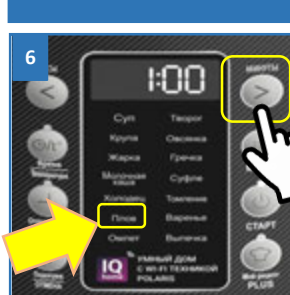 6
МИНУТЫ
1:00
Суп Творог
Крупа Овсянка
Жарка Гречка
Молочная каша Суфле
Холодец Томление
Плов Варенье
Омлет Выпечка
СТАРТ
IQ home
УМНЫЙ ДОМ
С WI-FI ТЕХНИКОЙ
POLARIS
PLUS